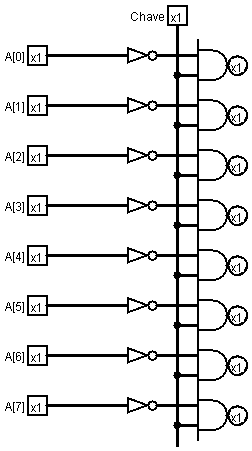 Chave x1
A[0] x1 x1
A[1] x1 x1
A[2] x1 x1
A[3] x1 x1
A[4] x1 x1
A[5] x1 x1
A[6] x1 x1
A[7] x1 x1